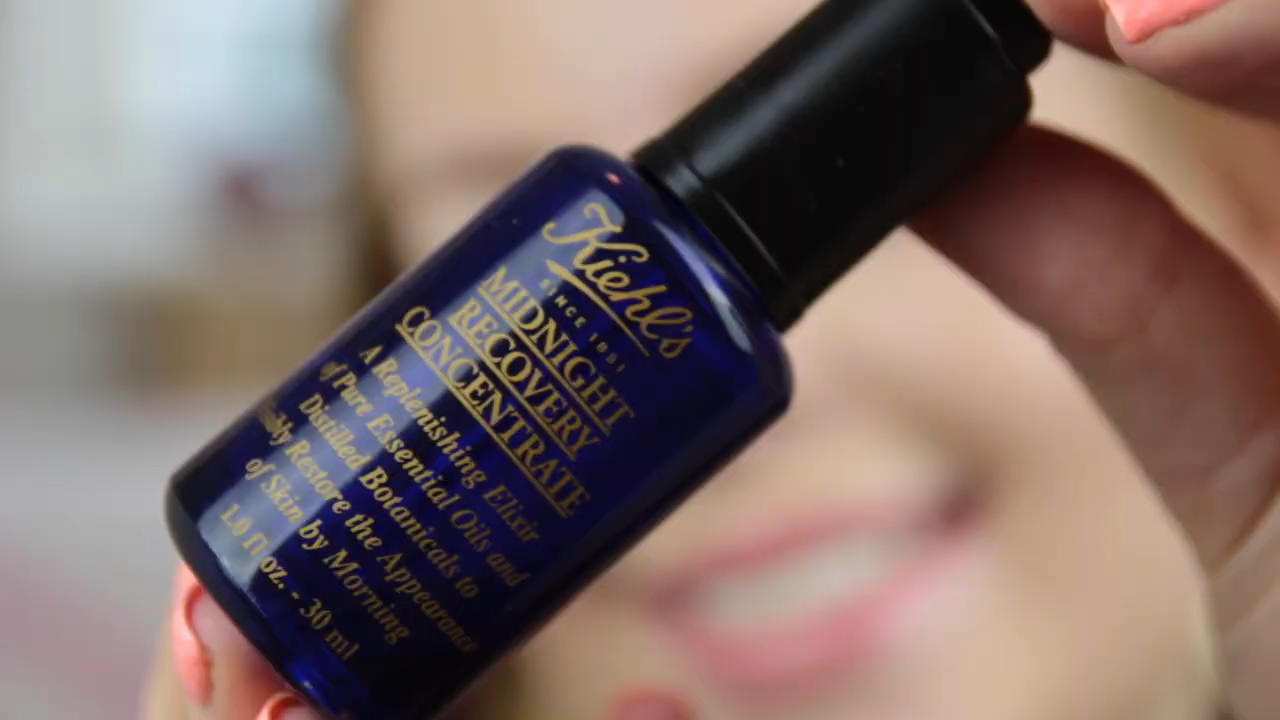 Kiehl's
SINCE 1851
MIDNIGHT
RECOVERY
CONCENTRATE
A Replenishing Elixir
of Pure Essential Oils and
Distilled Botanicals to
Restore the Appearance
of Skin by Morning
1.0 fl. oz. - 30 ml